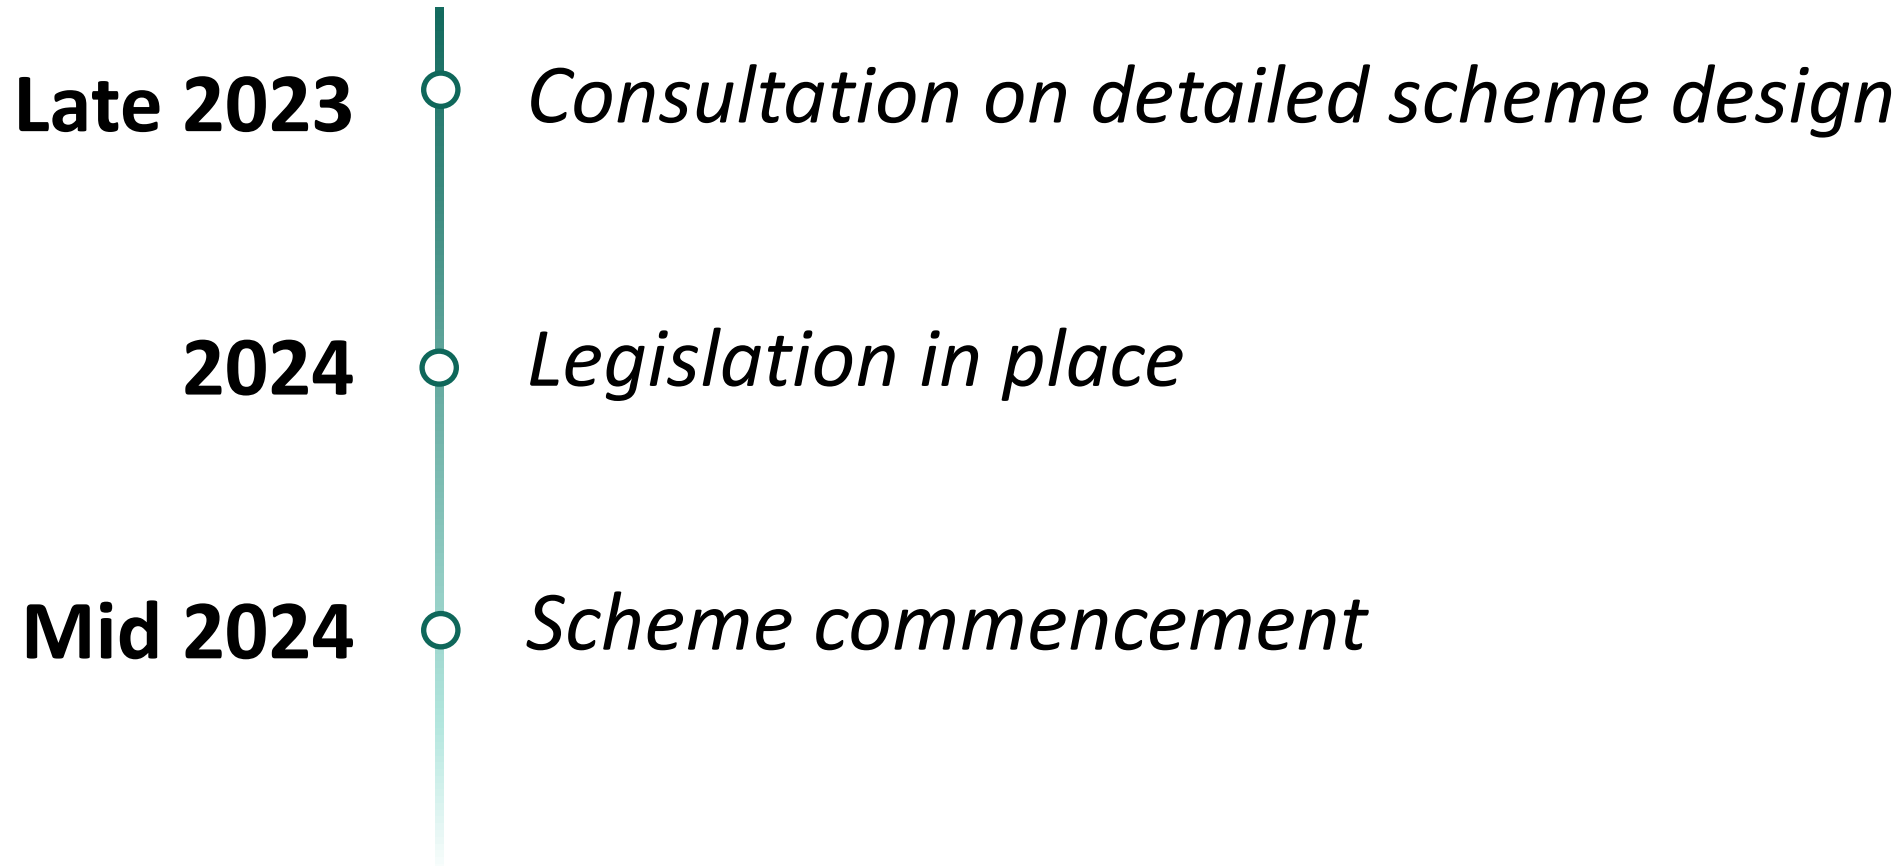 Late 2023 Consultation on detailed scheme design
2024 Legislation in place
Mid 2024 Scheme commencement